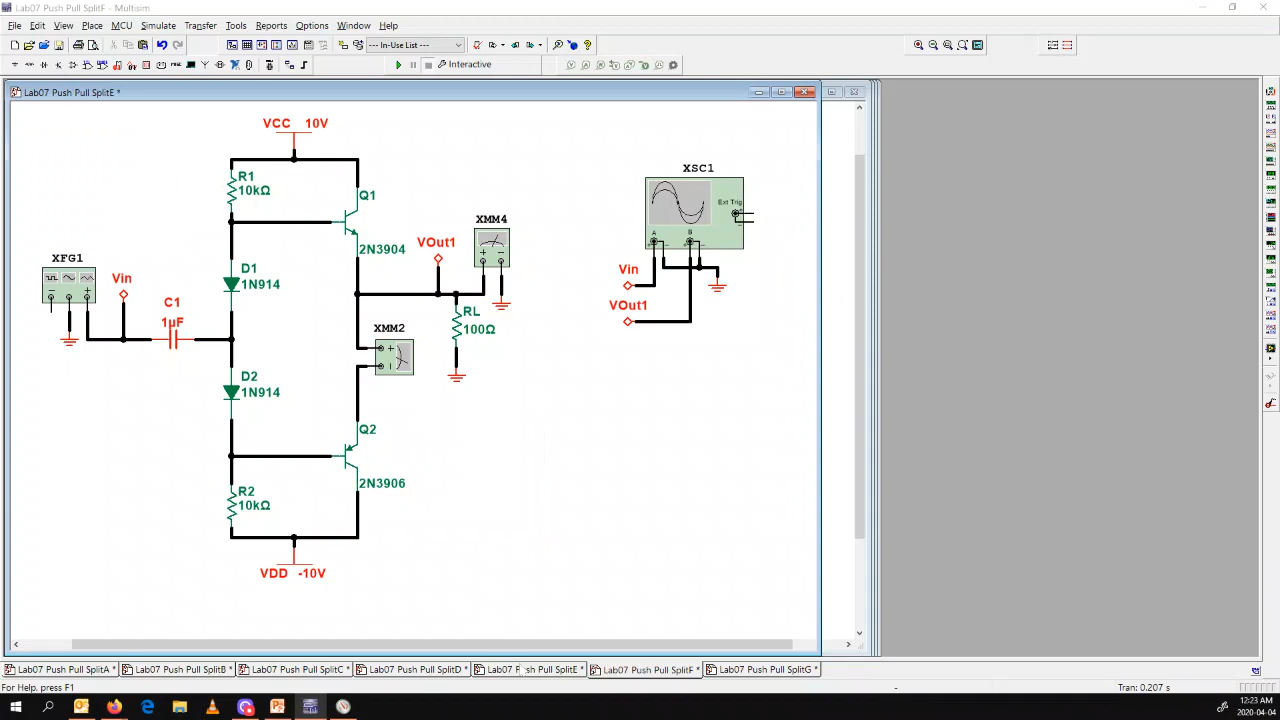 Lab07 Push Pull SplitF - Multisim
File Edit View Place MCU Simulate Transfer Tools Reports Options Window Help
--- In-Use List ---
Interactive
Lab07 Push Pull SplitE *
VCC 10V
R1
10kΩ
Q1
2N3904
XSC1
Ext Trig
A B
XMM4
VOut1
XFG1
Vin
D1
1N914
C1
1µF
Vin
VOut1
RL
100Ω
XMM2
D2
1N914
Q2
2N3906
R2
10kΩ
VDD -10V
Lab07 Push Pull SplitA * Lab07 Push Pull SplitB * Lab07 Push Pull SplitC * Lab07 Push Pull SplitD * Lab07 Push Pull SplitE * Lab07 Push Pull SplitF * Lab07 Push Pull SplitG *
For Help, press F1
- Tran: 0.207 s
12:23 AM
2020-04-04